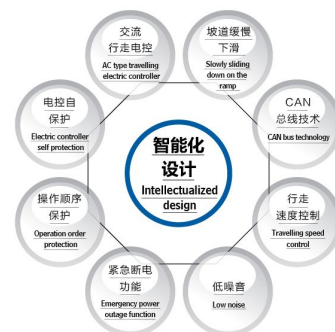 交流
行走电控
AC type travelling
electric controller
坡道缓慢
下滑
Slowly sliding
down on the
ramp
电控自
保护
Electric controller
self protection
CAN
总线技术
CAN bus technology
智能化
设计
Intellectualized
design
操作顺序
保护
Operation order
protection
行走
速度控制
Travelling speed
control
紧急断电
功能
Emergency power
outage function
低噪音
Low noise